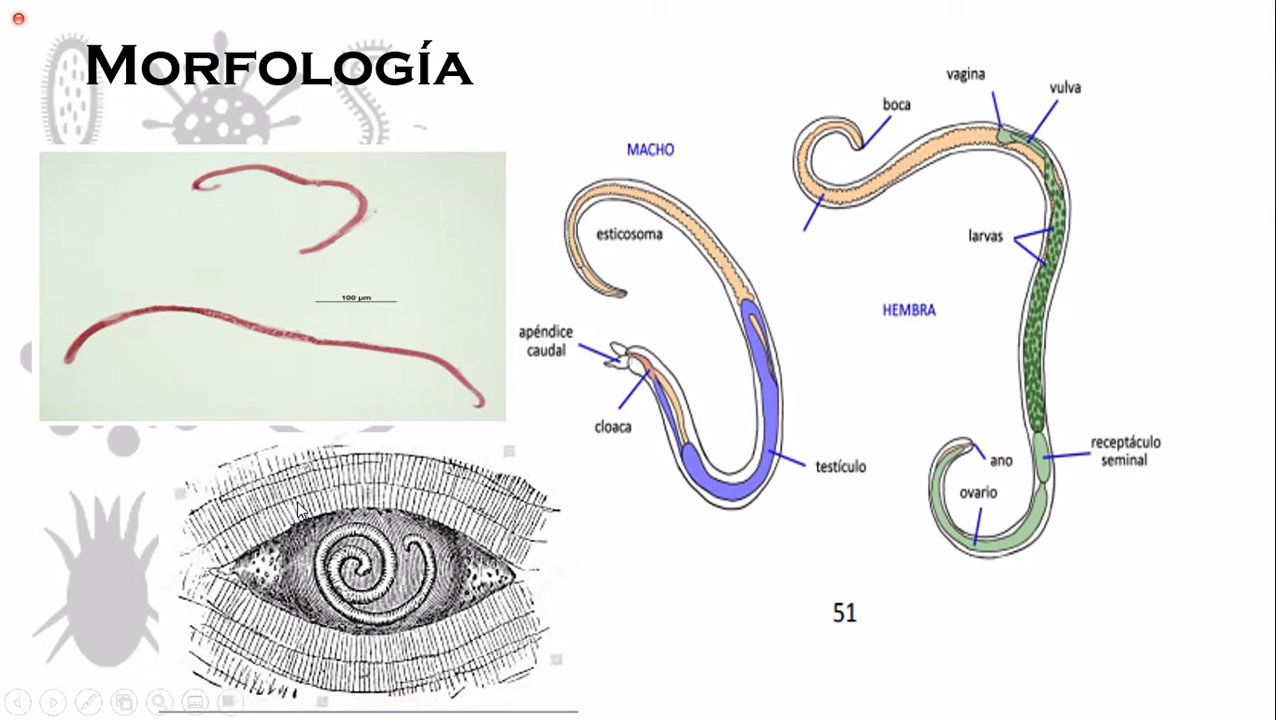 MORFOLOGÍA
vagina
vulva
boca
MACHO
esticosoma
larvas
100 µm
HEMBRA
apéndice
caudal
cloaca
testículo
receptáculo
seminal
ano
ovario
51